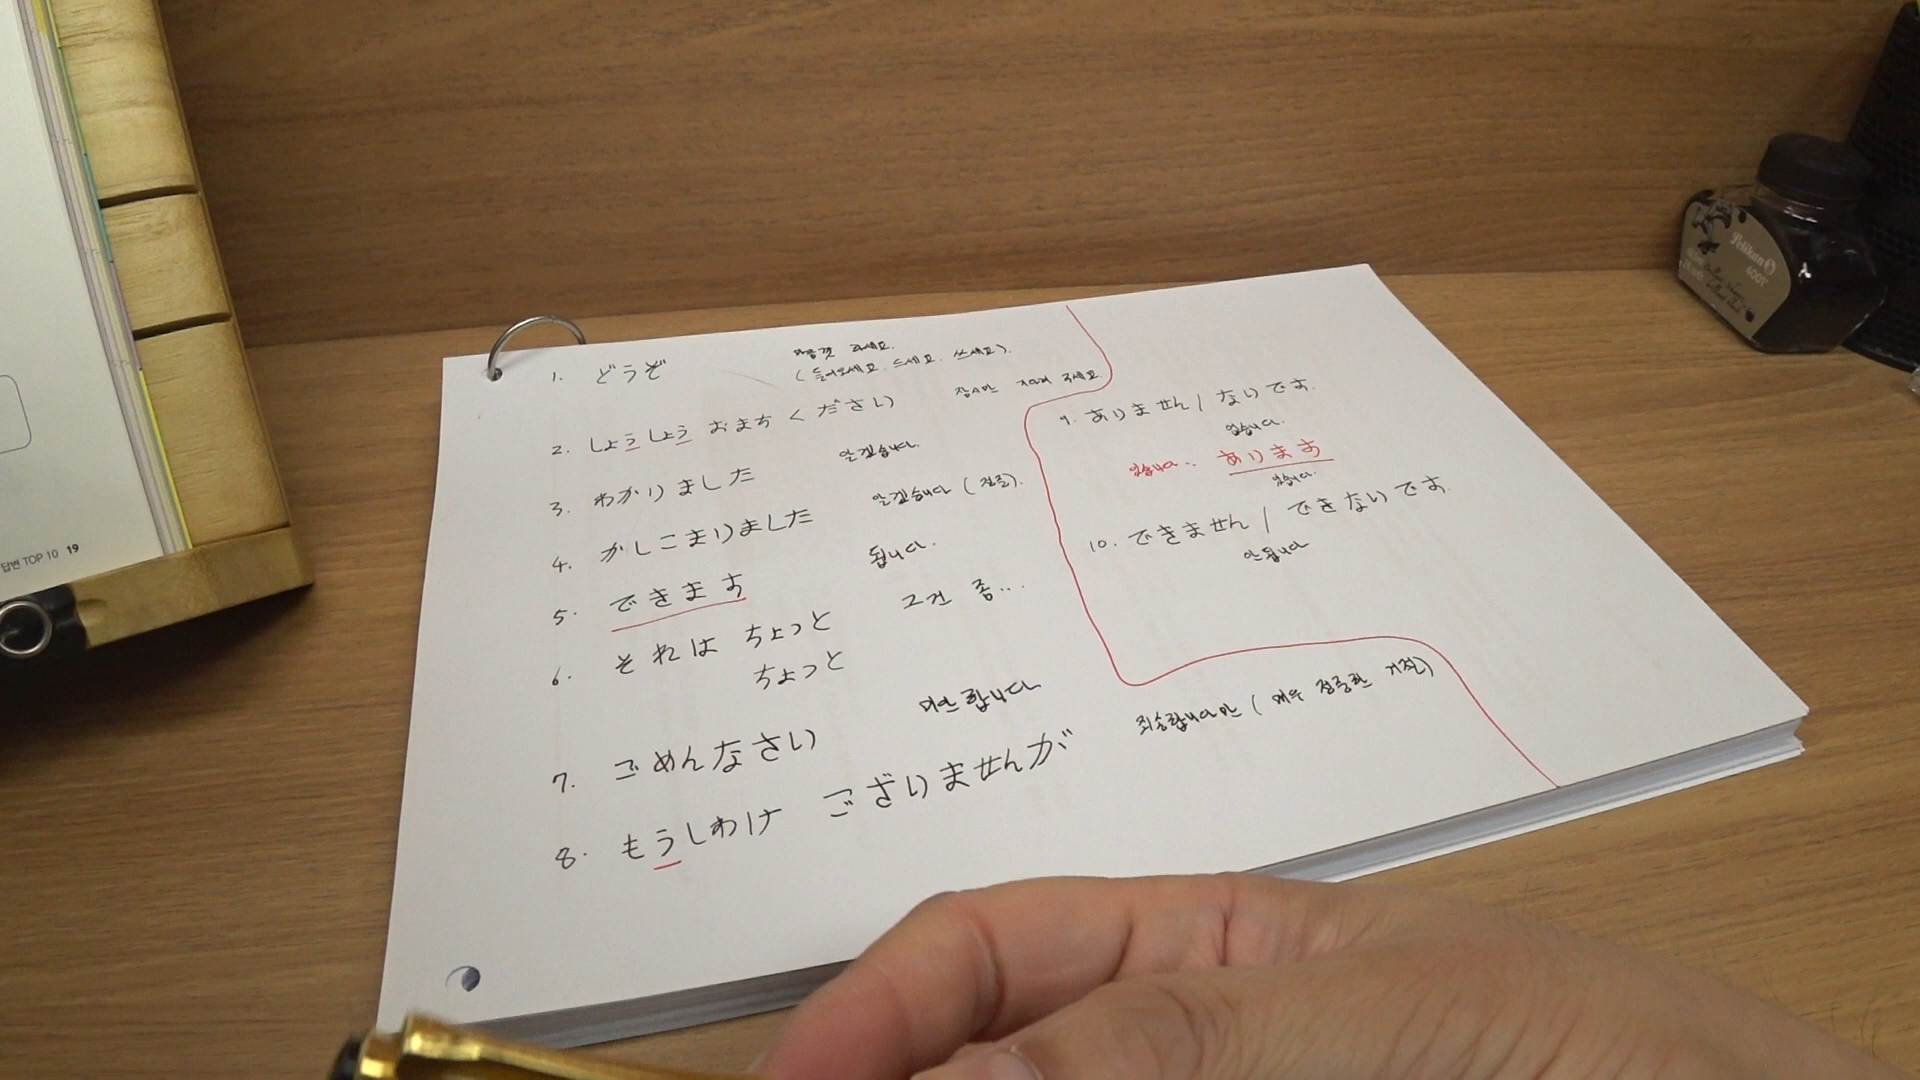 1. どうぞ
(들어오세요. 드세요. 쓰세요).
2. しょうしょう おまち ください 잠시만 기다려 주세요.
3. わかりました 알겠습니다.
4. かしこまりました 알겠습니다 (정중).
5. できます 됩니다.
6. それは ちょっと 그건 좀...
ちょっと
7. ごめんなさい 미안합니다
8. もうしわけ ございませんが 죄송합니다만 (매우 정중한 거절)
9. ありません / ないです.
없습니다.
あります
있습니다.
10. できません / できないです.
안됩니다
답변 TOP 10 19
Pelikan
4001